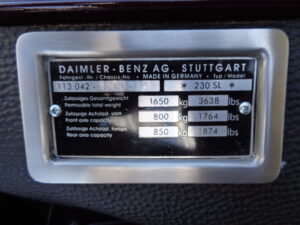 DAIMLER-BENZ AG. STUTTGART
Fahrgest.-Nr. / Chassis No. • MADE IN GERMANY • Typ / Model
113.042- * 230 SL *
Zulässiges Gesamtgewicht
Permissible total weight
1650 kg 3638 lbs
Zulässige Achslast vorn
Front axle capacity
800 kg 1764 lbs
Zulässige Achslast hinten
Rear axle capacity
850 kg 1874 lbs